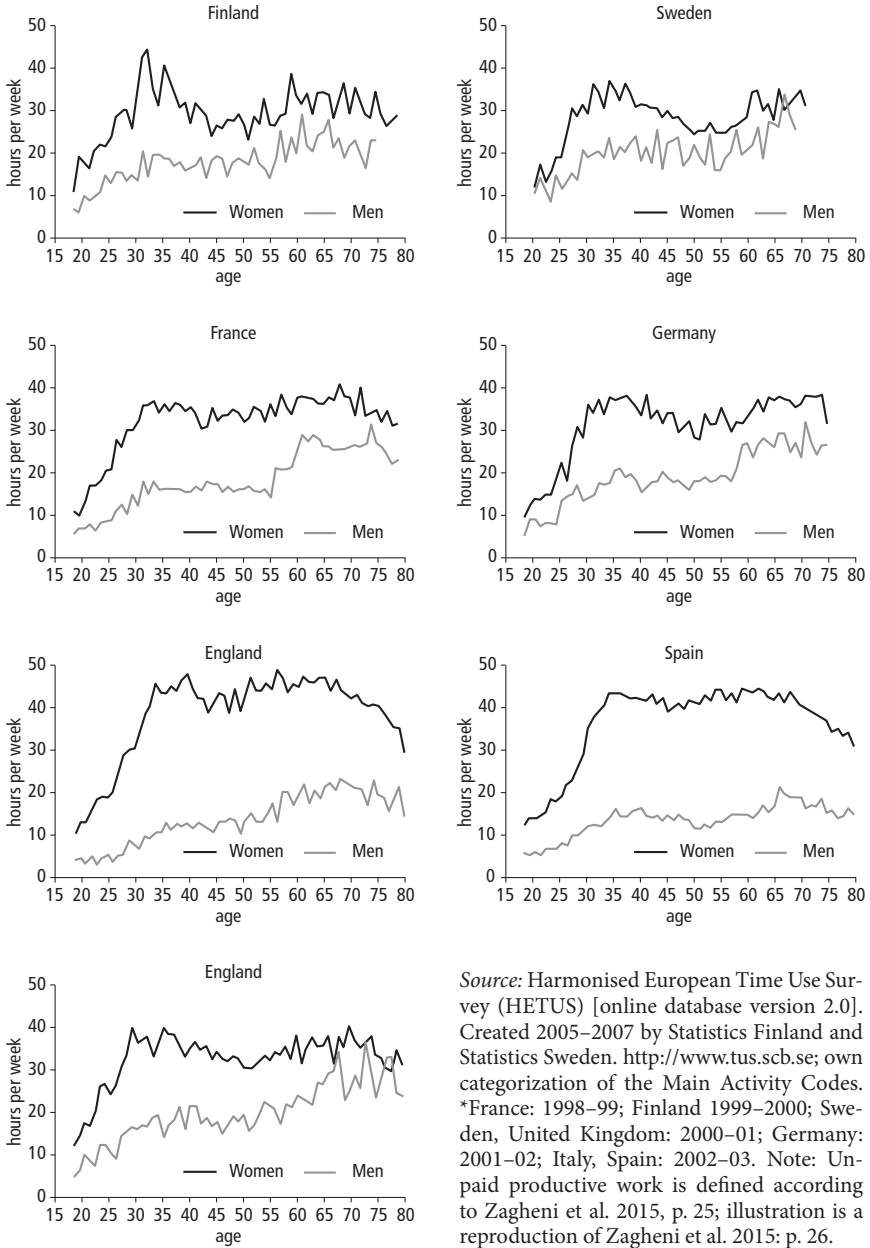 Finland
50
40
30
20
10
0
hours per week
Women Men
15 20 25 30 35 40 45 50 55 60 65 70 75 80
age
Sweden
50
40
30
20
10
0
hours per week
Women Men
15 20 25 30 35 40 45 50 55 60 65 70 75 80
age
France
50
40
30
20
10
0
hours per week
Women Men
15 20 25 30 35 40 45 50 55 60 65 70 75 80
age
Germany
50
40
30
20
10
0
hours per week
Women Men
15 20 25 30 35 40 45 50 55 60 65 70 75 80
age
England
50
40
30
20
10
0
hours per week
Women Men
15 20 25 30 35 40 45 50 55 60 65 70 75 80
age
Spain
50
40
30
20
10
0
hours per week
Women Men
15 20 25 30 35 40 45 50 55 60 65 70 75 80
age
England
50
40
30
20
10
0
hours per week
Women Men
15 20 25 30 35 40 45 50 55 60 65 70 75 80
age
Source: Harmonised European Time Use Sur-
vey (HETUS) [online database version 2.0].
Created 2005–2007 by Statistics Finland and
Statistics Sweden. http://www.tus.scb.se; own
categorization of the Main Activity Codes.
*France: 1998–99; Finland 1999–2000; Swe-
den, United Kingdom: 2000–01; Germany:
2001–02; Italy, Spain: 2002–03. Note: Un-
paid productive work is defined according
to Zagheni et al. 2015, p. 25; illustration is a
reproduction of Zagheni et al. 2015: p. 26.